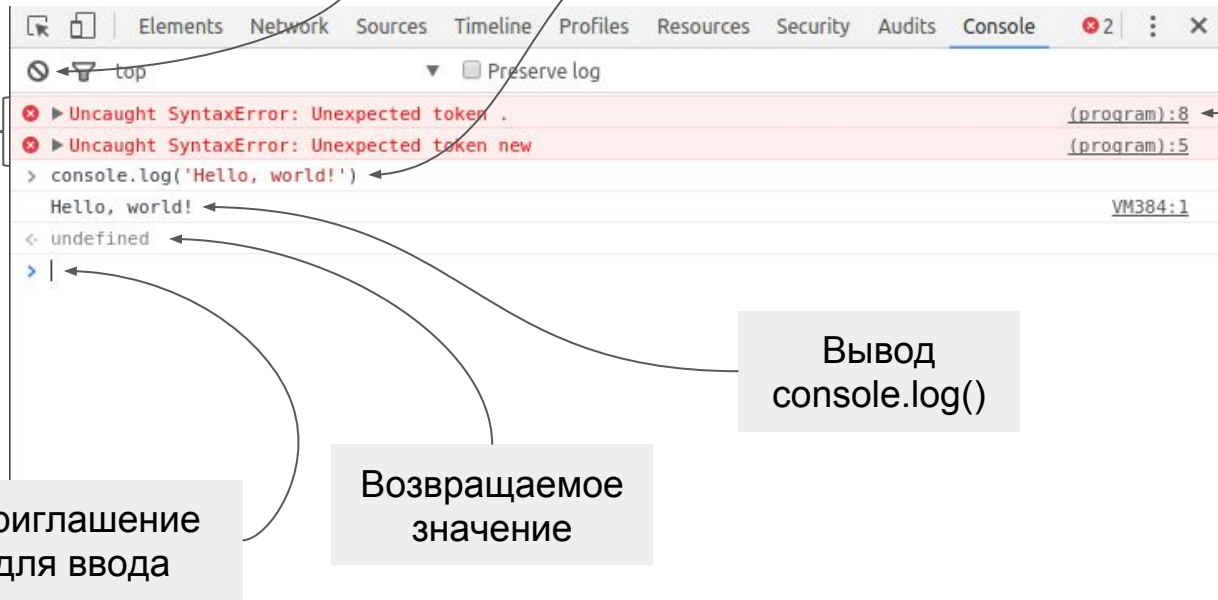 Elements Network Sources Timeline Profiles Resources Security Audits Console 2
top Preserve log
Uncaught SyntaxError: Unexpected token . (program):8
Uncaught SyntaxError: Unexpected token new (program):5
> console.log('Hello, world!')
Hello, world! VM384:1
undefined
>
Вывод
console.log()
Возвращаемое
значение
риглашение
для ввода